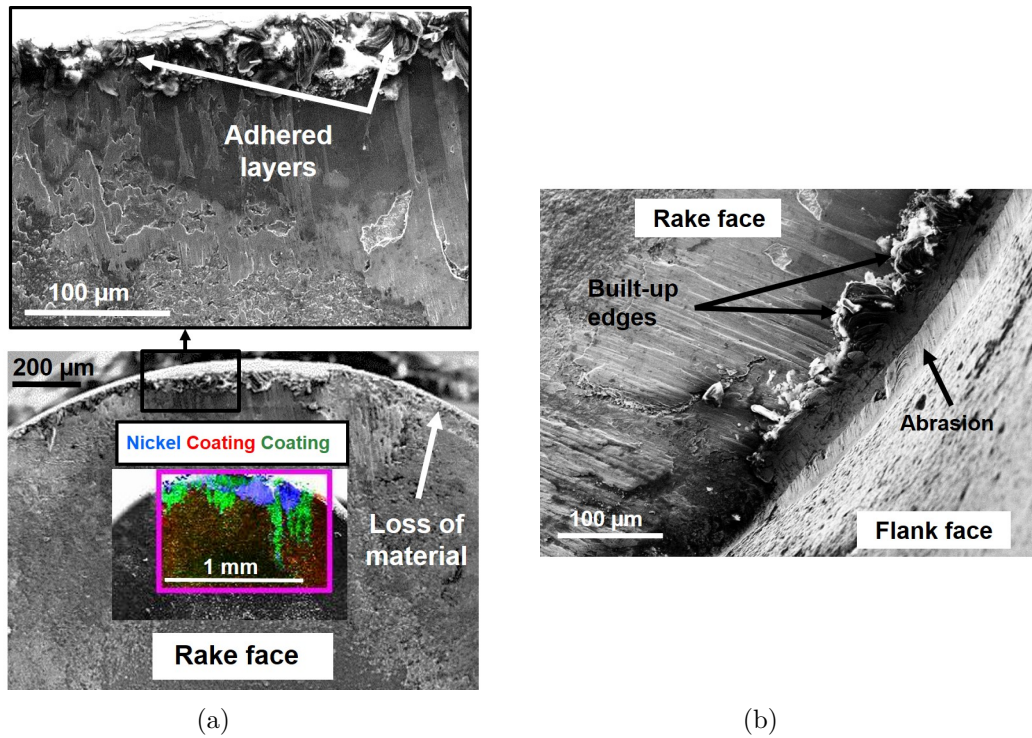 Adhered
layers
100 µm
200 µm
Nickel Coating Coating
Loss of
material
1 mm
Rake face
(a)
Rake face
Built-up
edges
Abrasion
100 µm
Flank face
(b)